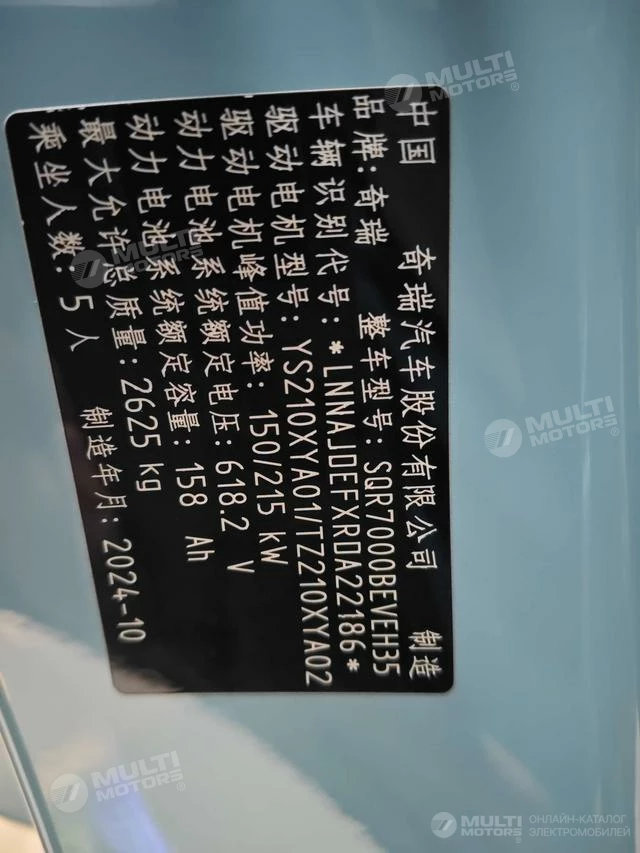 中国 奇瑞汽车股份有限公司 制造
品牌:奇瑞 整车型号:SQR7000BEVEH35
车辆识别代号:*LNNAJDEFXRDA22186*
驱动电机型号:YS210XYA01/TZ210XYA02
驱动电机峰值功率:150/215 kW
动力电池系统额定电压:618.2 V
动力电池系统额定容量:158 Ah
最大允许总质量:2625 kg
乘坐人数:5人 制造年月:2024-10
MULTI MOTORS®
MULTI MOTORS®
MULTI MOTORS®
MULTI MOTORS®
MULTI MOTORS® ОНЛАЙН-КАТАЛОГ ЭЛЕКТРОМОБИЛЕЙ